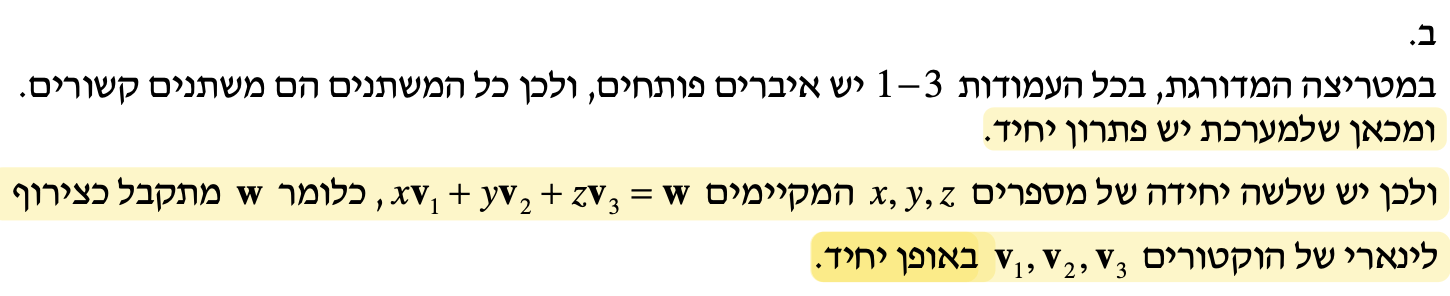 ב.
במטריצה המדורגת, בכל העמודות 1−3 יש איברים פותחים, ולכן כל המשתנים הם משתנים קשורים.
ומכאן שלמערכת יש פתרון יחיד.
ולכן יש שלשה יחידה של מספרים x, y, z המקיימים xv₁ + yv₂ + zv₃ = w, כלומר w מתקבל כצירוף
לינארי של הוקטורים v₁, v₂, v₃ באופן יחיד.